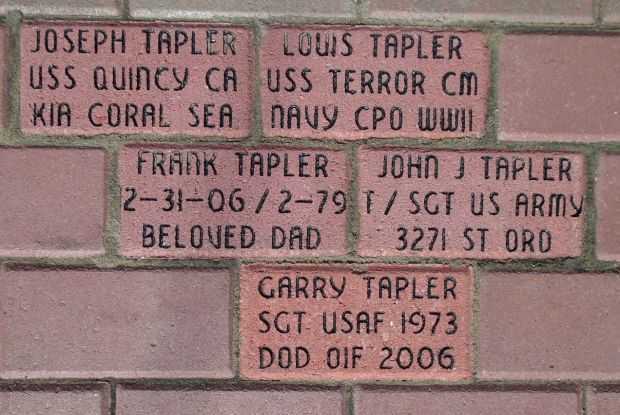 JOSEPH TAPLER
USS QUINCY CA
KIA CORAL SEA
LOUIS TAPLER
USS TERROR CM
NAVY CPO WWII
FRANK TAPLER
2-31-06 / 2-79
BELOVED DAD
JOHN J TAPLER
T / SGT US ARMY
3271 ST ORD
GARRY TAPLER
SGT USAF 1973
DOD OIF 2006